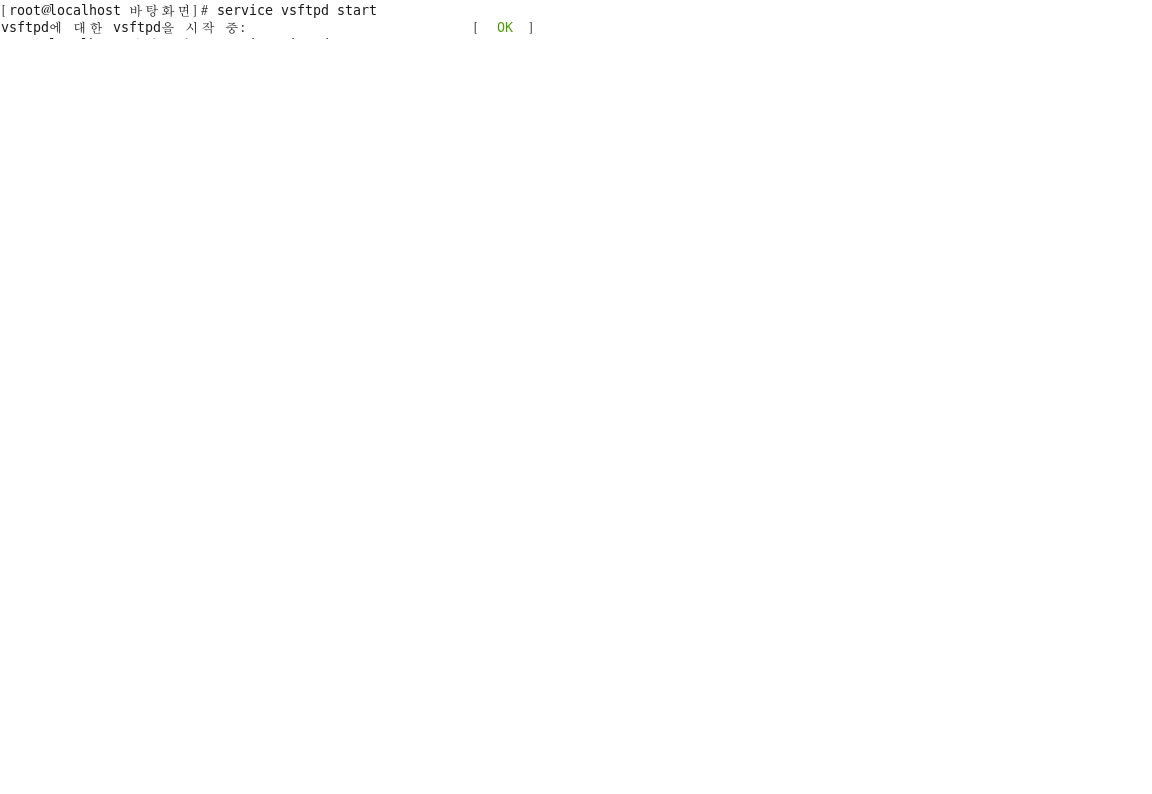 [root@localhost 바탕화면]# service vsftpd start
vsftpd에 대한 vsftpd을 시작 중: [  OK  ]